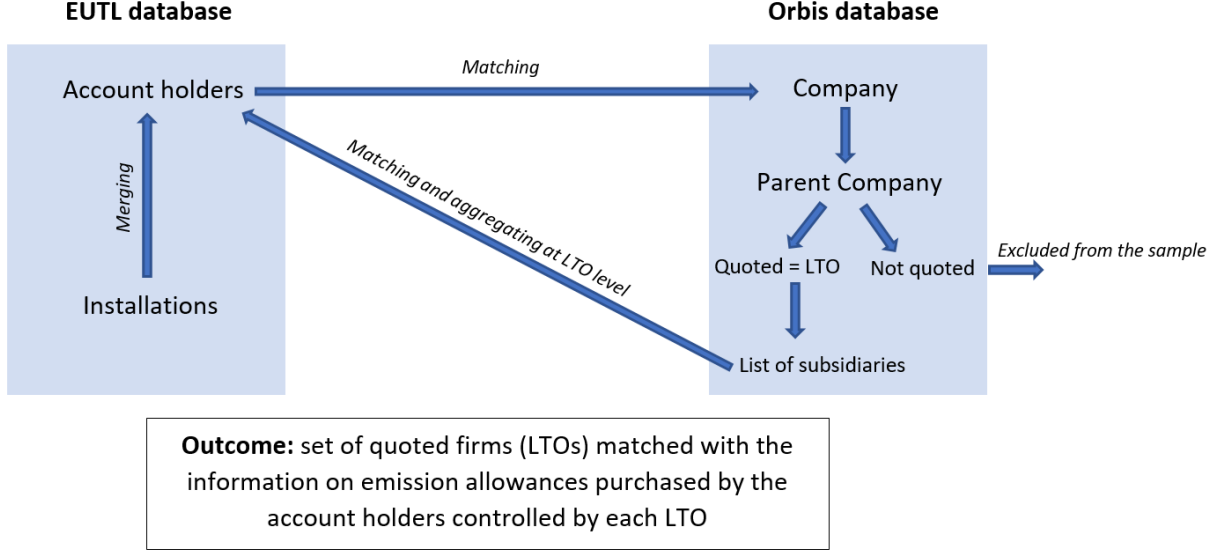 EUTL database
Orbis database
Account holders
Matching
Company
Merging
Matching and aggregating at LTO level
Parent Company
Installations
Quoted = LTO
Not quoted
Excluded from the sample
List of subsidiaries
Outcome: set of quoted firms (LTOs) matched with the
information on emission allowances purchased by the
account holders controlled by each LTO